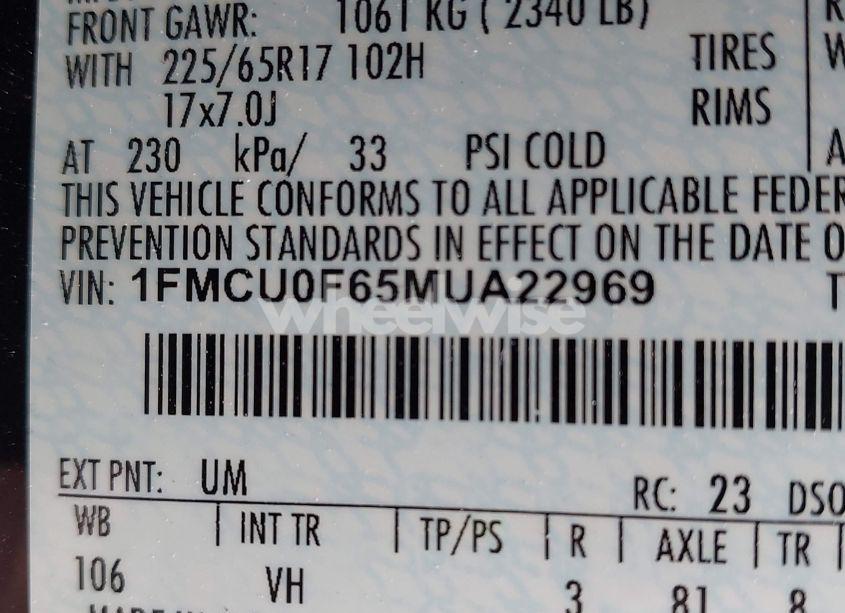 FRONT GAWR: 1061 KG ( 2340 LB)
WITH 225/65R17 102H TIRES
17x7.0J RIMS
AT 230 kPa/ 33 PSI COLD A
THIS VEHICLE CONFORMS TO ALL APPLICABLE FEDER
PREVENTION STANDARDS IN EFFECT ON THE DATE O
VIN: 1FMCU0F65MUA22969 T
wheelwise
EXT PNT: UM RC: 23 DSO
WB | INT TR | TP/PS | R | AXLE | TR |
106 VH 3 81 8